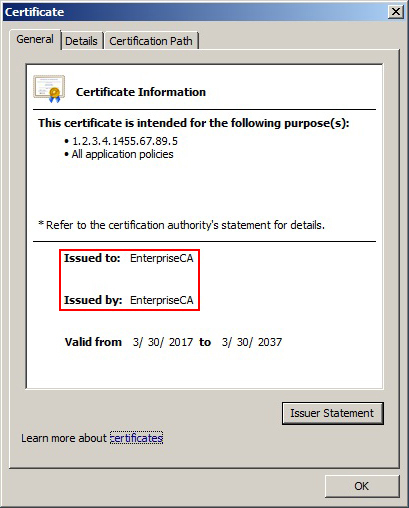 Certificate
General
Details
Certification Path
Certificate Information
This certificate is intended for the following purpose(s):
• 1.2.3.4.1455.67.89.5
• All application policies
* Refer to the certification authority's statement for details.
Issued to: EnterpriseCA
Issued by: EnterpriseCA
Valid from 3/ 30/ 2017 to 3/ 30/ 2037
Issuer Statement
Learn more about certificates
OK